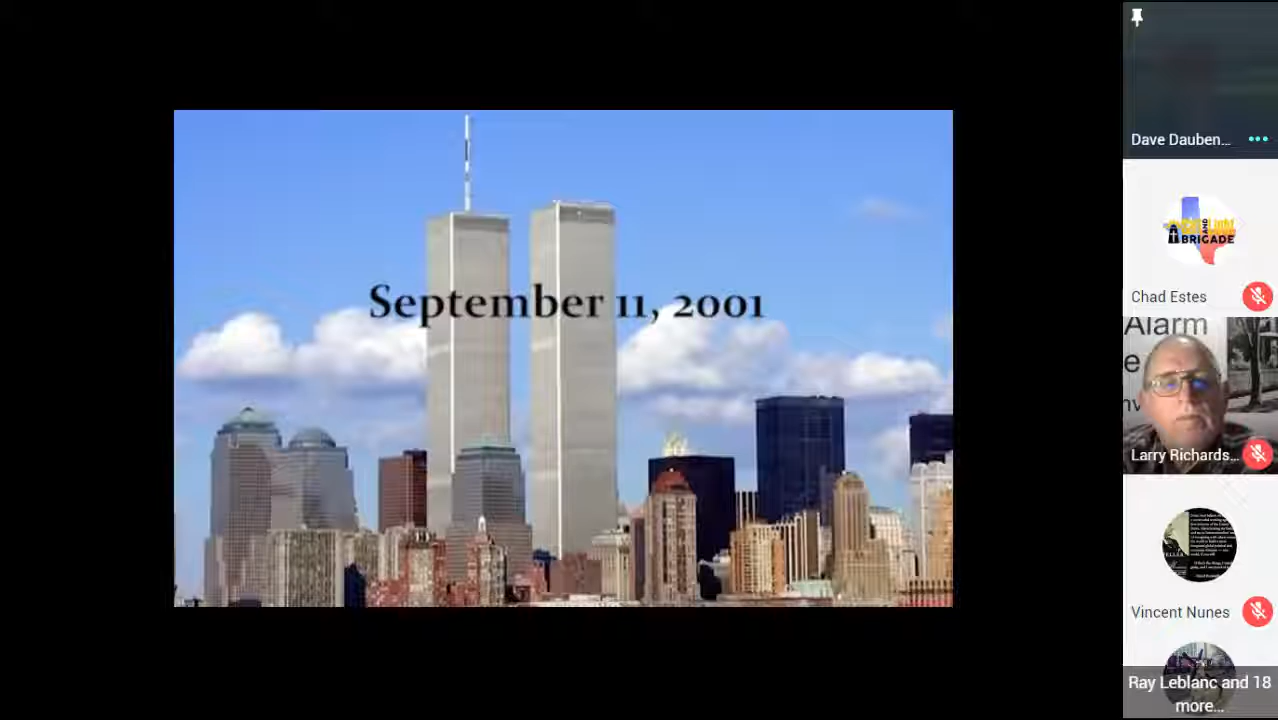 September 11, 2001
Dave Dauben...
BRIGADE
Chad Estes
Alarm
e
Larry Richards...
Vincent Nunes
Ray Leblanc and 18
more...